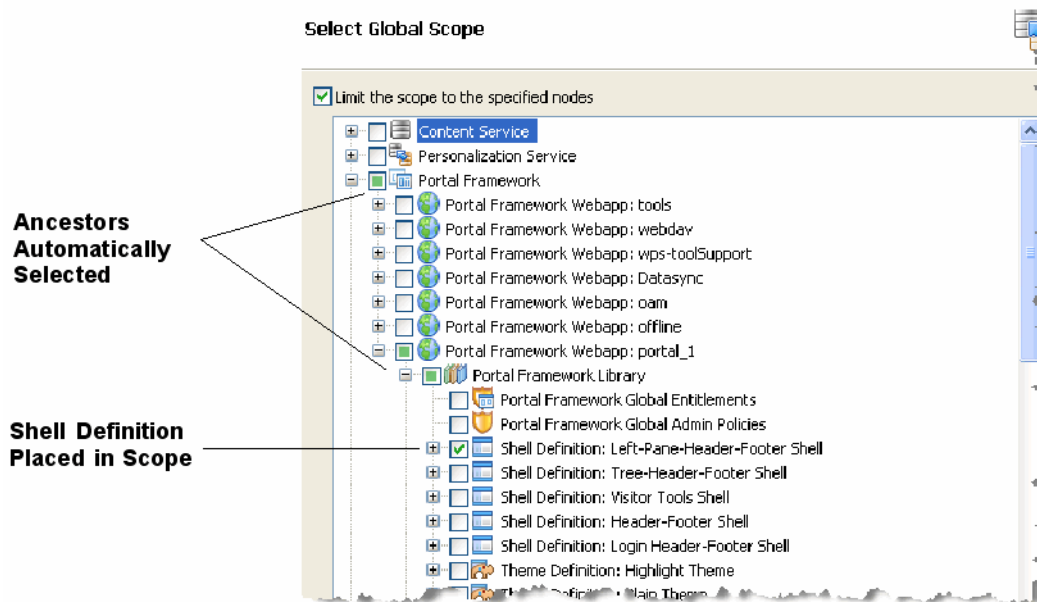 Select Global Scope
Limit the scope to the specified nodes
Content Service
Personalization Service
Portal Framework
Portal Framework Webapp: tools
Portal Framework Webapp: webdav
Portal Framework Webapp: wps-toolSupport
Portal Framework Webapp: Datasync
Portal Framework Webapp: oam
Portal Framework Webapp: offline
Portal Framework Webapp: portal_1
Portal Framework Library
Portal Framework Global Entitlements
Portal Framework Global Admin Policies
Shell Definition: Left-Pane-Header-Footer Shell
Shell Definition: Tree-Header-Footer Shell
Shell Definition: Visitor Tools Shell
Shell Definition: Header-Footer Shell
Shell Definition: Login Header-Footer Shell
Theme Definition: Highlight Theme
Ancestors
Automatically
Selected
Shell Definition
Placed in Scope